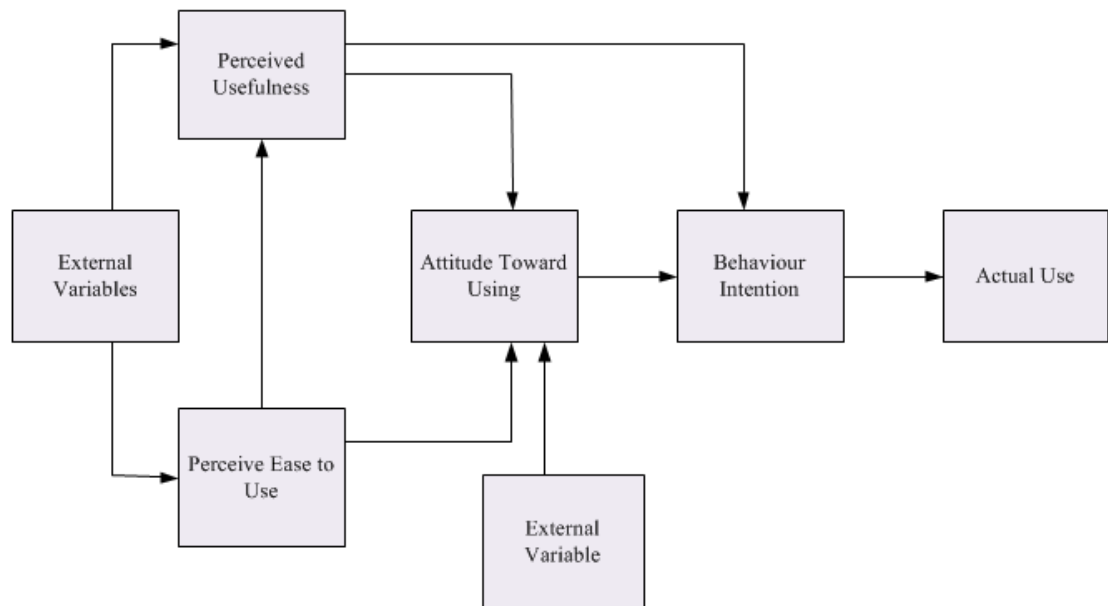 Perceived
Usefulness
External
Variables
Attitude Toward
Using
Behaviour
Intention
Actual Use
Perceive Ease to
Use
External
Variable